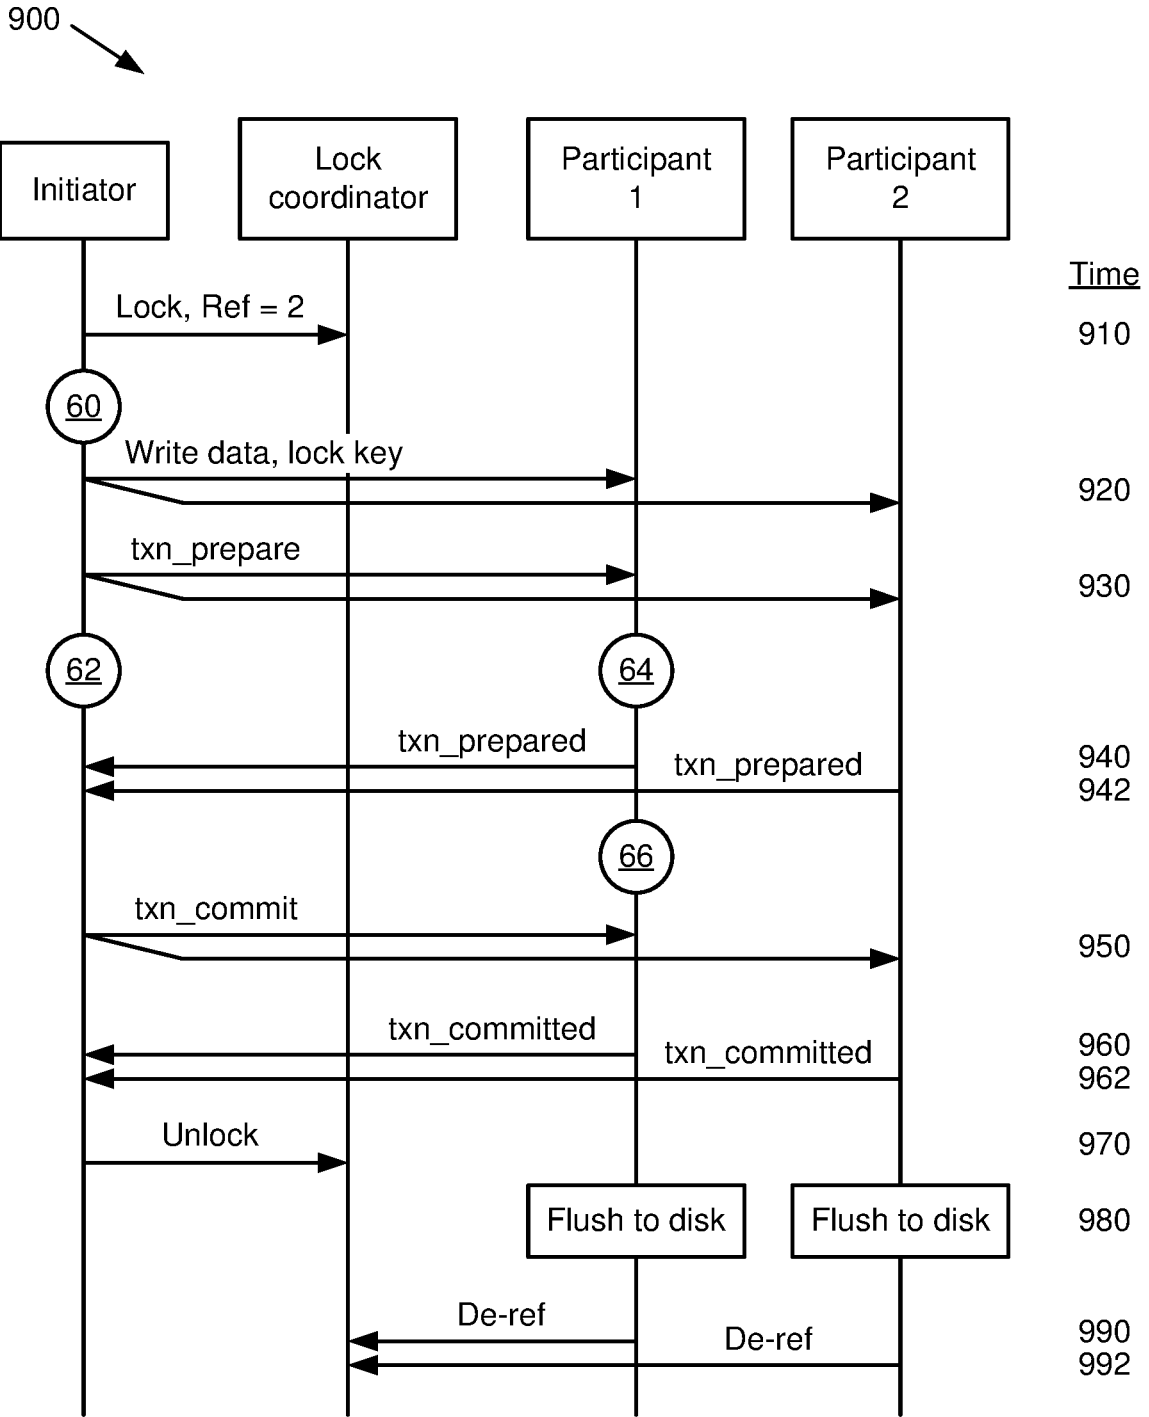 900
Initiator
Lock
coordinator
Participant
1
Participant
2
Time
Lock, Ref = 2
910
60
Write data, lock key
920
txn_prepare
930
62
64
txn_prepared
940
txn_prepared
942
66
txn_commit
950
txn_committed
960
txn_committed
962
Unlock
970
Flush to disk
Flush to disk
980
De-ref
990
De-ref
992